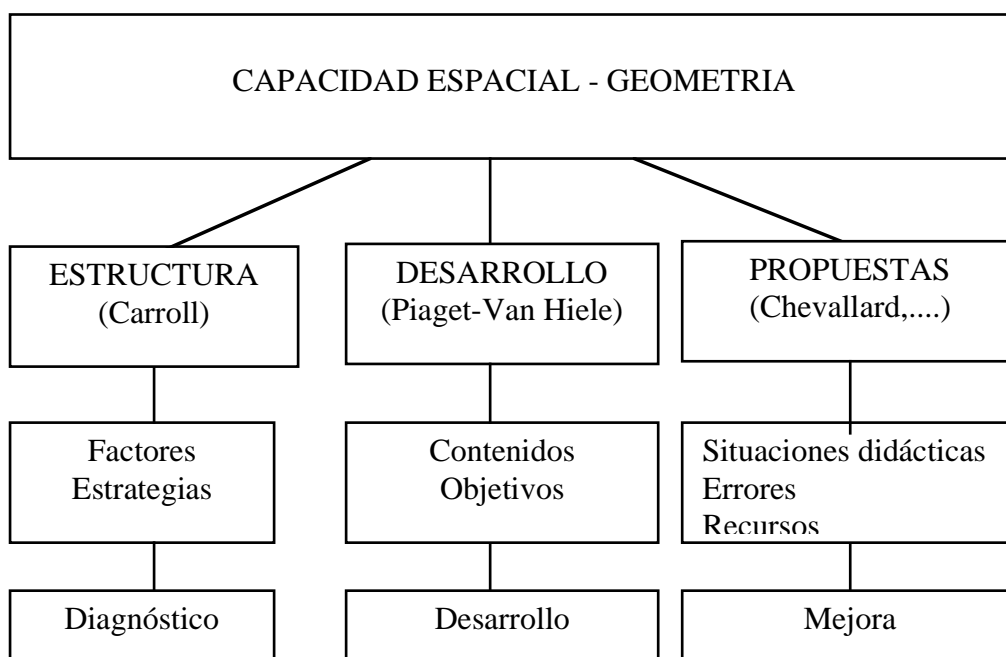 CAPACIDAD ESPACIAL - GEOMETRIA
ESTRUCTURA
(Carroll)
DESARROLLO
(Piaget-Van Hiele)
PROPUESTAS
(Chevallard,....)
Factores
Estrategias
Contenidos
Objetivos
Situaciones didácticas
Errores
Recursos
Diagnóstico
Desarrollo
Mejora